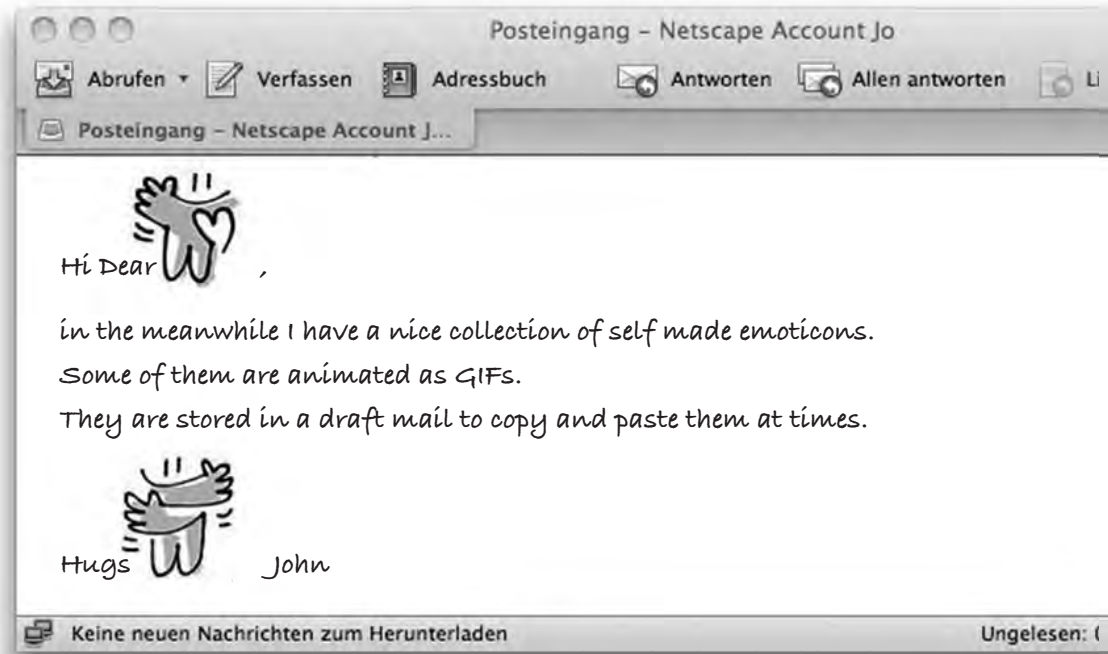 Posteingang – Netscape Account Jo
Abrufen Verfassen Adressbuch Antworten Allen antworten Li
Posteingang – Netscape Account J...
Hi Dear ,
in the meanwhile I have a nice collection of self made emoticons.
Some of them are animated as GIFs.
They are stored in a draft mail to copy and paste them at times.
Hugs John
Keine neuen Nachrichten zum Herunterladen Ungelesen: